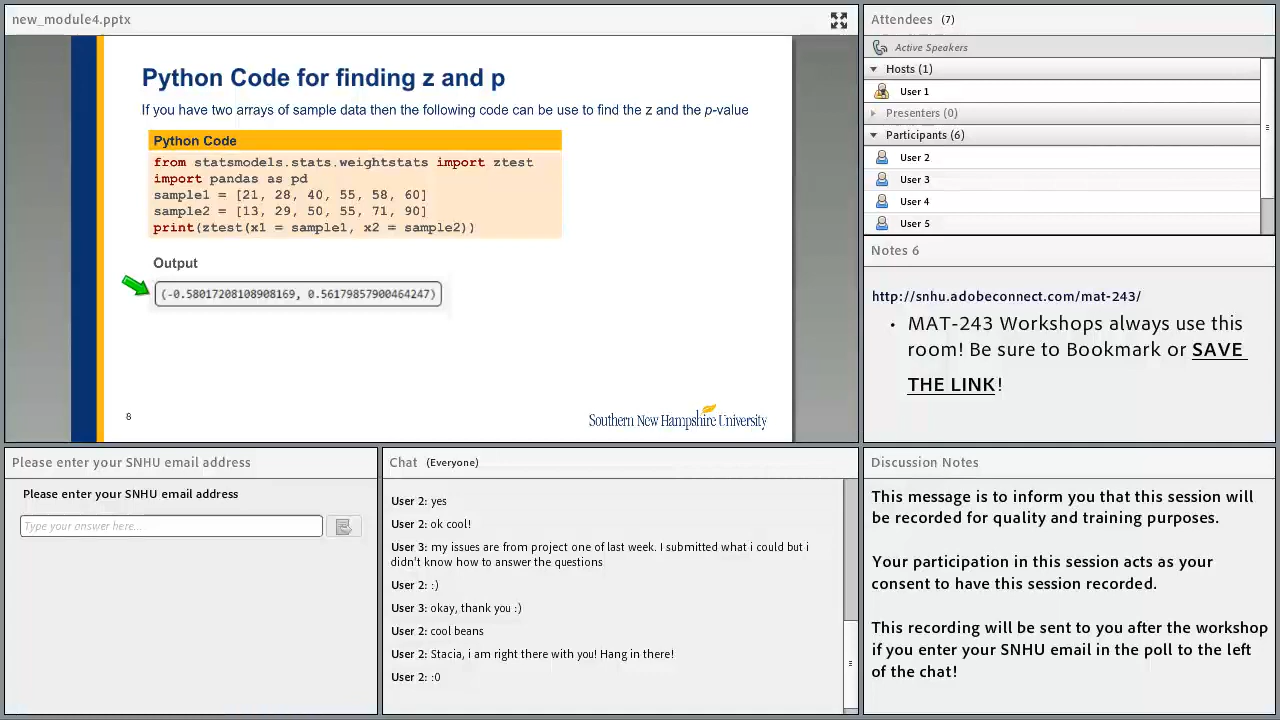 new_module4.pptx
Python Code for finding z and p
If you have two arrays of sample data then the following code can be use to find the z and the p-value
Python Code
from statsmodels.stats.weightstats import ztest
import pandas as pd
sample1 = [21, 28, 40, 55, 58, 60]
sample2 = [13, 29, 50, 55, 71, 90]
print(ztest(x1 = sample1, x2 = sample2))
Output
(-0.58017208108908169, 0.56179857900464247)
8
Southern New Hampshire University
Attendees (7)
Active Speakers
Hosts (1)
User 1
Presenters (0)
Participants (6)
User 2
User 3
User 4
User 5
Notes 6
http://snhu.adobeconnect.com/mat-243/
• MAT-243 Workshops always use this
room! Be sure to Bookmark or SAVE
THE LINK!
Please enter your SNHU email address
Please enter your SNHU email address
Type your answer here...
Chat (Everyone)
User 2: yes
User 2: ok cool!
User 3: my issues are from project one of last week. I submitted what i could but i
didn't know how to answer the questions
User 2: :)
User 3: okay, thank you :)
User 2: cool beans
User 2: Stacia, i am right there with you! Hang in there!
User 2: :0
Discussion Notes
This message is to inform you that this session will
be recorded for quality and training purposes.
Your participation in this session acts as your
consent to have this session recorded.
This recording will be sent to you after the workshop
if you enter your SNHU email in the poll to the left
of the chat!